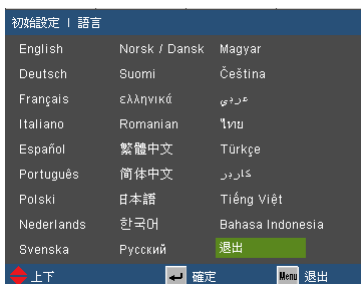 初始設定 | 語言
English Norsk / Dansk Magyar
Deutsch Suomi Čeština
Français ελληνικά عربي
Italiano Romanian ไทย
Español 繁體中文 Türkçe
Português 简体中文 کاربر
Polski 日本語 Tiếng Việt
Nederlands 한국어 Bahasa Indonesia
Svenska Русский 退出
上下 確定 Menu 退出